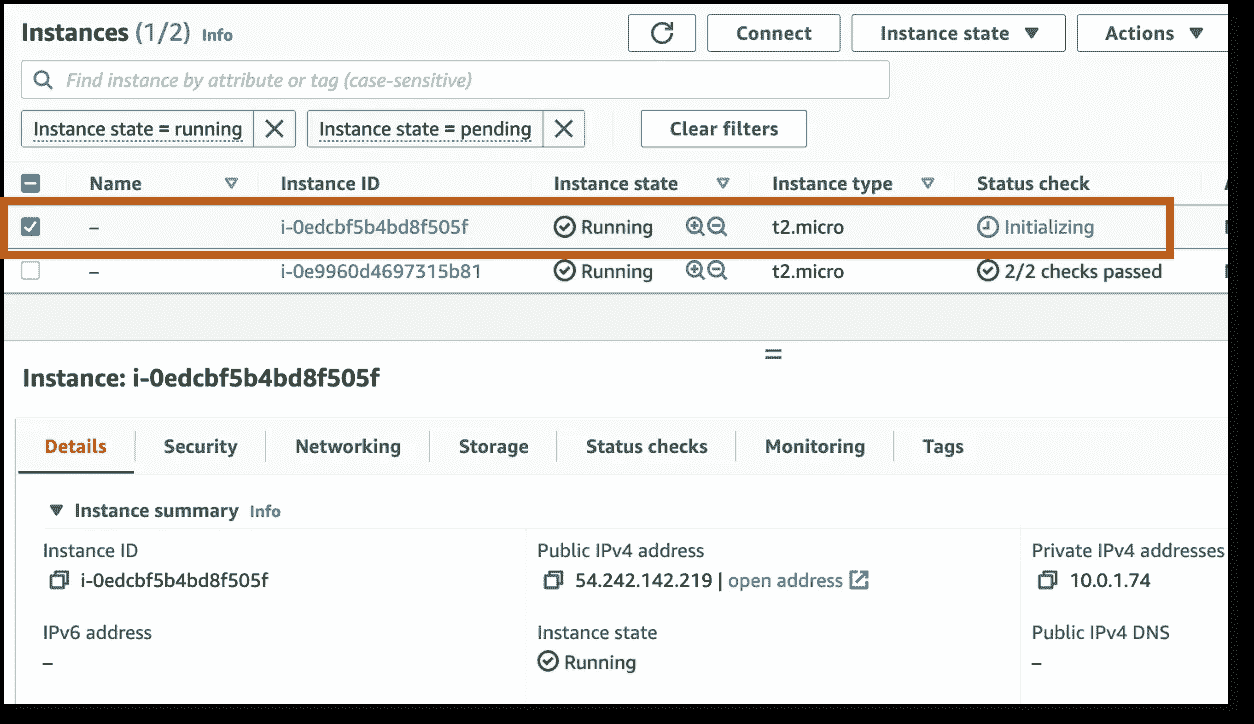 Instances (1/2) Info
Connect Instance state Actions
Find instance by attribute or tag (case-sensitive)
Instance state = running Instance state = pending Clear filters
Name Instance ID Instance state Instance type Status check
– i-0edcbf5b4bd8f505f Running t2.micro Initializing
– i-0e9960d4697315b81 Running t2.micro 2/2 checks passed
Instance: i-0edcbf5b4bd8f505f
Details Security Networking Storage Status checks Monitoring Tags
Instance summary Info
Instance ID Public IPv4 address Private IPv4 addresses
i-0edcbf5b4bd8f505f 54.242.142.219 | open address 10.0.1.74
IPv6 address Instance state Public IPv4 DNS
– Running –